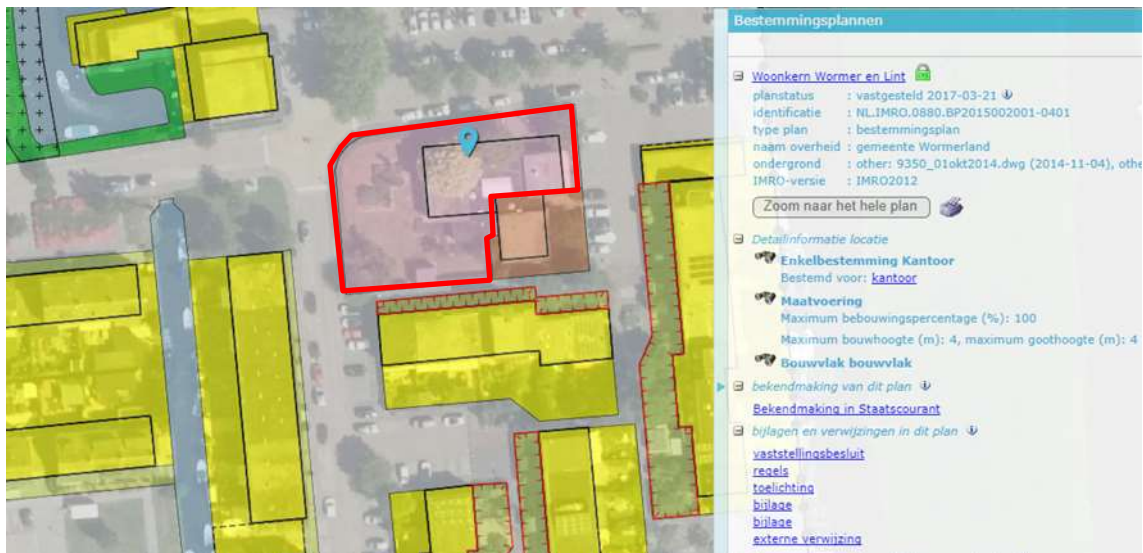 Bestemmingsplannen
Woonkern Wormer en Lint
planstatus : vastgesteld 2017-03-21
identificatie : NL.IMRO.0880.BP2015002001-0401
type plan : bestemmingsplan
naam overheid : gemeente Wormerland
ondergrond : other: 9350_01okt2014.dwg (2014-11-04), othe
IMRO-versie : IMRO2012
Zoom naar het hele plan
Detailinformatie locatie
Enkelbestemming Kantoor
Bestemd voor: kantoor
Maatvoering
Maximum bebouwingspercentage (%): 100
Maximum bouwhoogte (m): 4, maximum goothoogte (m): 4
Bouwvlak bouwvlak
bekendmaking van dit plan
Bekendmaking in Staatscourant
bijlagen en verwijzingen in dit plan
vaststellingsbesluit
regels
toelichting
bijlage
bijlage
externe verwijzing